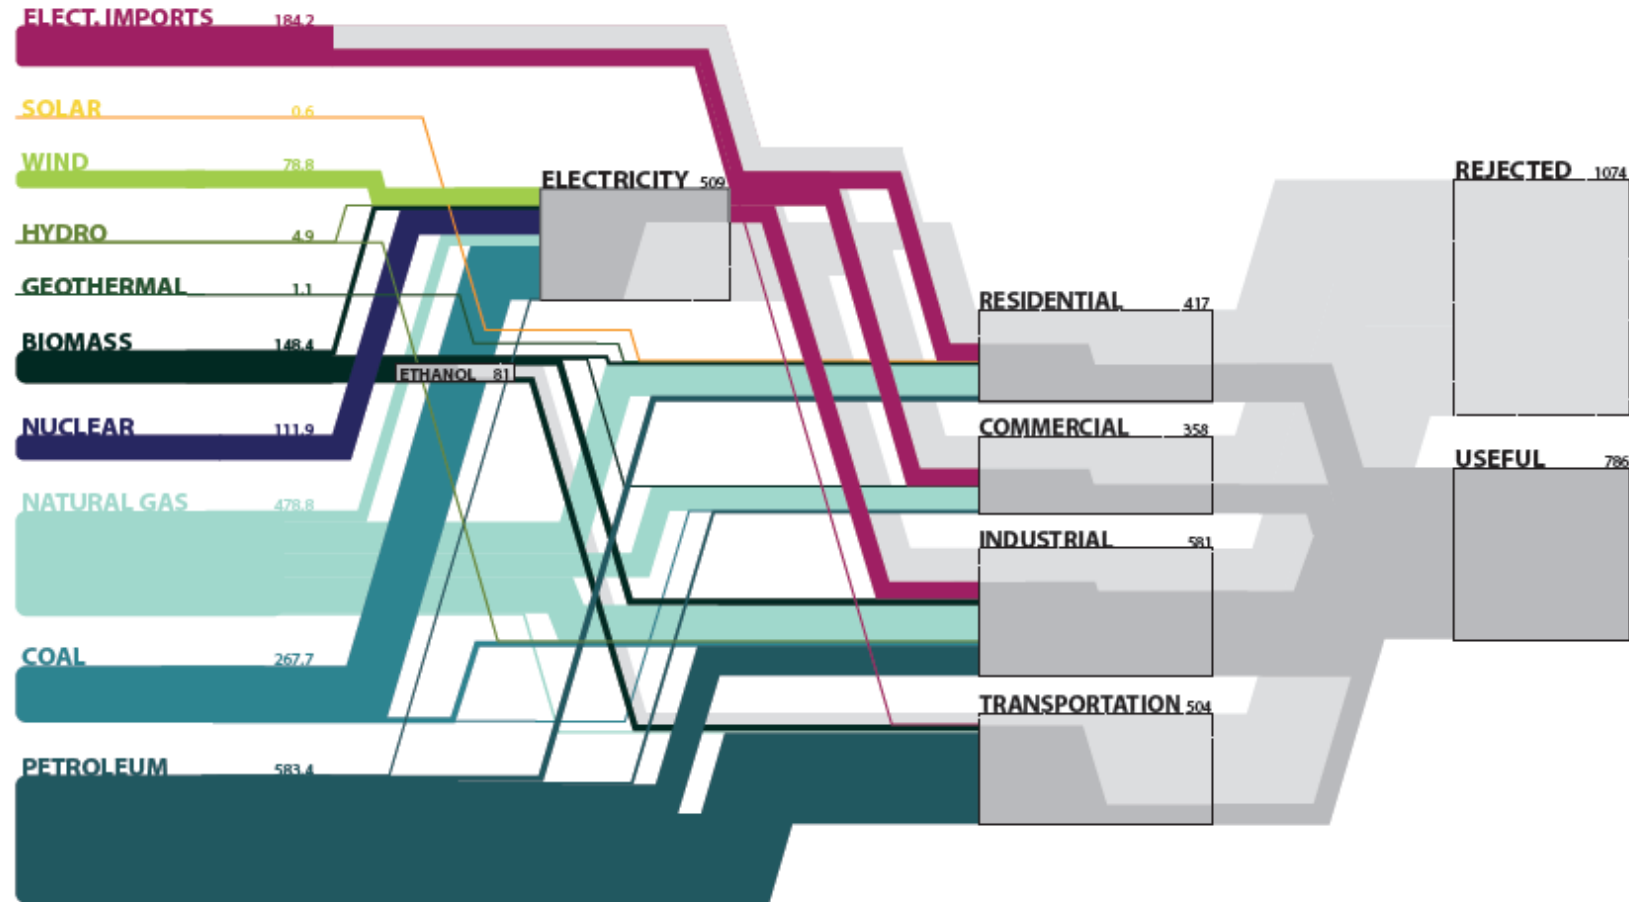 ELECT. IMPORTS 184.2
SOLAR 0.6
WIND 78.8
HYDRO 4.9
GEOTHERMAL 1.1
BIOMASS 148.4
ETHANOL 81
NUCLEAR 111.9
NATURAL GAS 478.8
COAL 267.7
PETROLEUM 583.4
ELECTRICITY 509
RESIDENTIAL 417
COMMERCIAL 358
INDUSTRIAL 581
TRANSPORTATION 504
REJECTED 1074
USEFUL 786